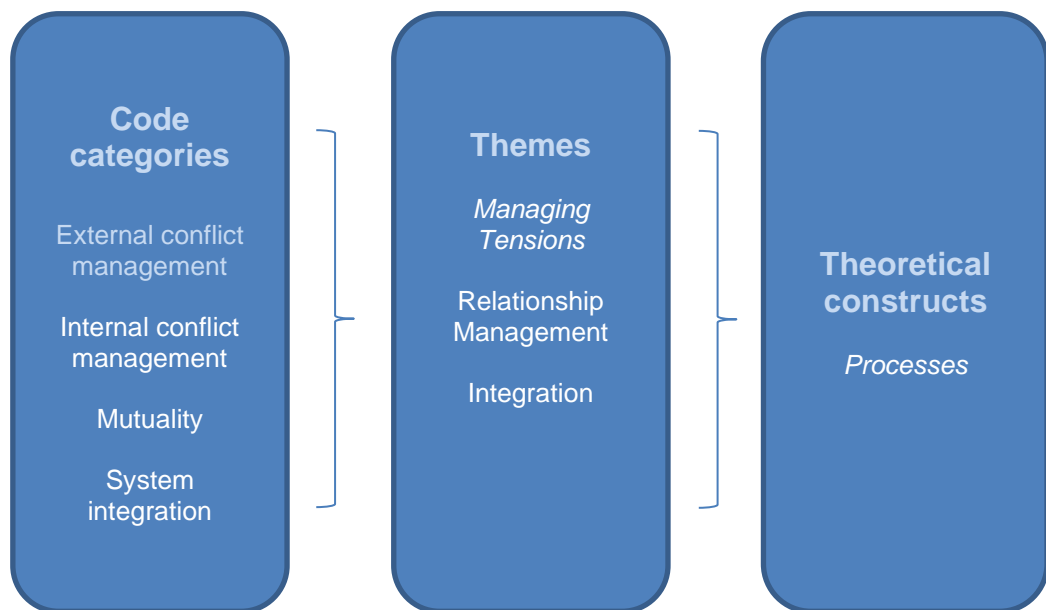 Code
categories
External conflict
management
Internal conflict
management
Mutuality
System
integration
Themes
Managing
Tensions
Relationship
Management
Integration
Theoretical
constructs
Processes